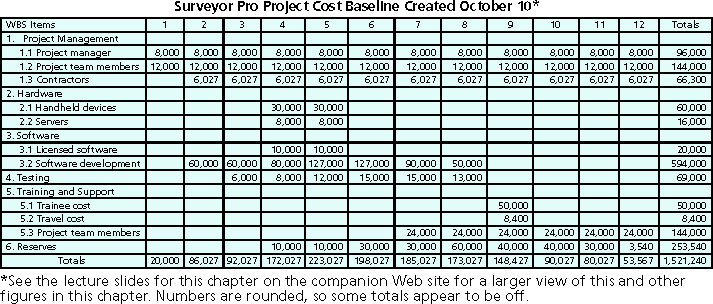 Surveyor Pro Project Cost Baseline Created October 10*
WBS Items 1 2 3 4 5 6 7 8 9 10 11 12 Totals
1. Project Management
1.1 Project manager 8,000 8,000 8,000 8,000 8,000 8,000 8,000 8,000 8,000 8,000 8,000 8,000 96,000
1.2 Project team members 12,000 12,000 12,000 12,000 12,000 12,000 12,000 12,000 12,000 12,000 12,000 12,000 144,000
1.3 Contractors 6,027 6,027 6,027 6,027 6,027 6,027 6,027 6,027 6,027 6,027 6,027 66,300
2. Hardware
2.1 Handheld devices 30,000 30,000 60,000
2.2 Servers 8,000 8,000 16,000
3. Software
3.1 Licensed software 10,000 10,000 20,000
3.2 Software development 60,000 60,000 80,000 127,000 127,000 90,000 50,000 594,000
4. Testing 6,000 8,000 12,000 15,000 15,000 13,000 69,000
5. Training and Support
5.1 Trainee cost 50,000 50,000
5.2 Travel cost 8,400 8,400
5.3 Project team members 24,000 24,000 24,000 24,000 24,000 24,000 144,000
6. Reserves 10,000 10,000 30,000 30,000 60,000 40,000 40,000 30,000 3,540 253,540
Totals 20,000 86,027 92,027 172,027 223,027 198,027 185,027 173,027 148,427 90,027 80,027 53,567 1,521,240
*See the lecture slides for this chapter on the companion Web site for a larger view of this and other
figures in this chapter. Numbers are rounded, so some totals appear to be off.